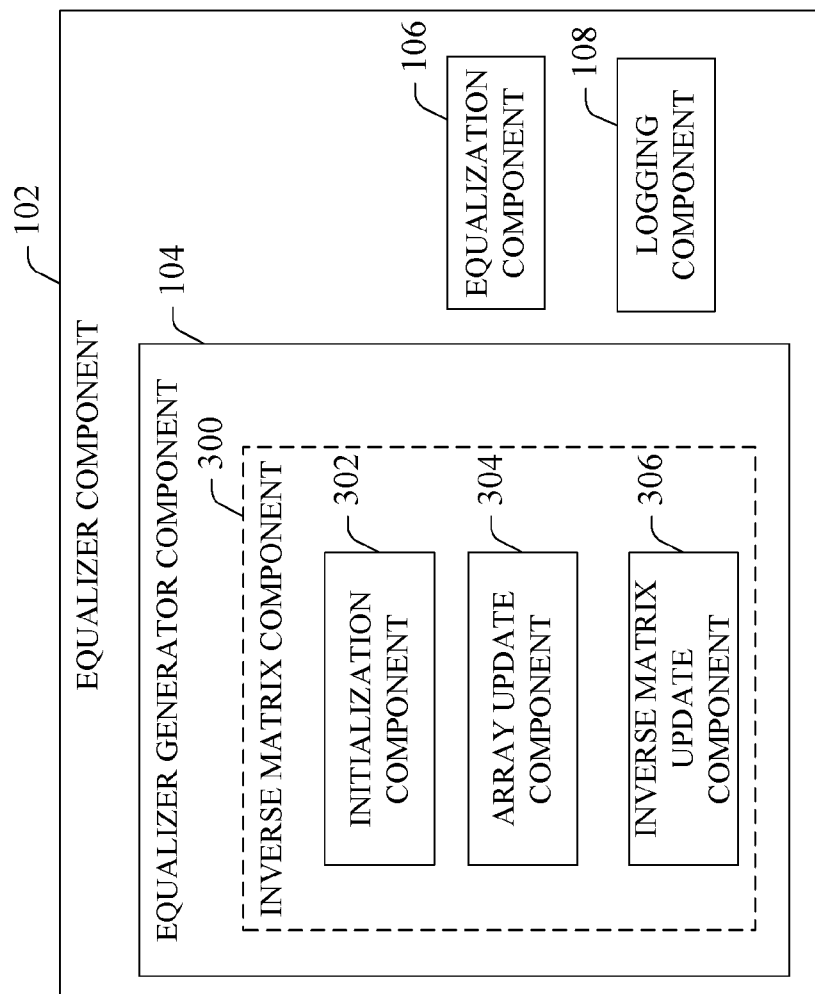 EQUALIZER COMPONENT
102
EQUALIZER GENERATOR COMPONENT
104
INVERSE MATRIX COMPONENT
300
INITIALIZATION
COMPONENT
302
ARRAY UPDATE
COMPONENT
304
INVERSE MATRIX
UPDATE
COMPONENT
306
EQUALIZATION
COMPONENT
106
LOGGING
COMPONENT
108